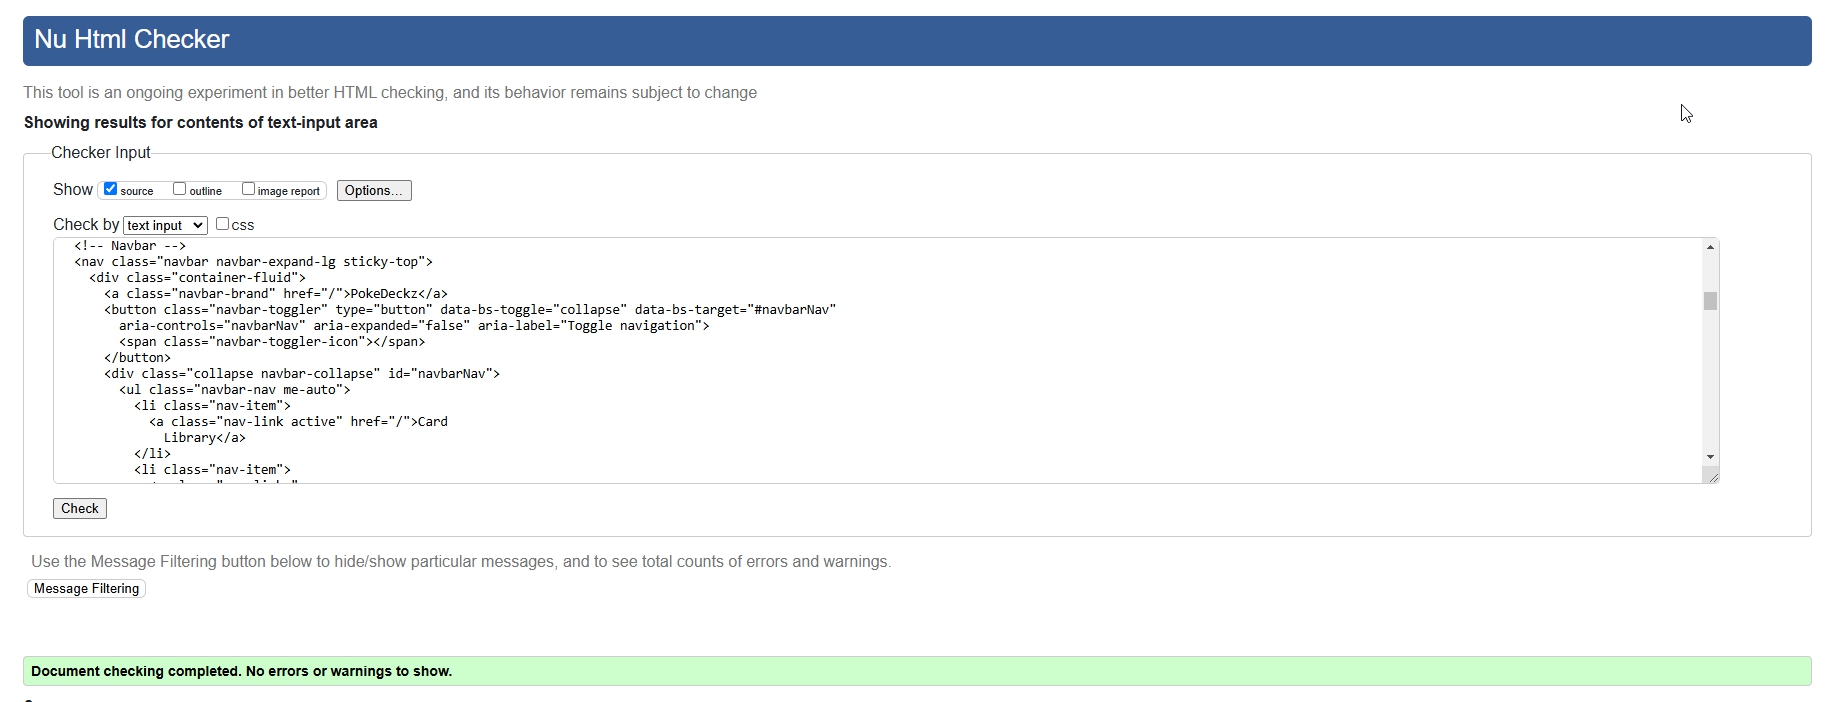 Nu Html Checker
This tool is an ongoing experiment in better HTML checking, and its behavior remains subject to change
Showing results for contents of text-input area
Checker Input
Show source outline image report Options...
Check by text input css
<!-- Navbar -->
<nav class="navbar navbar-expand-lg sticky-top">
<div class="container-fluid">
<a class="navbar-brand" href="/">PokeDeckz</a>
<button class="navbar-toggler" type="button" data-bs-toggle="collapse" data-bs-target="#navbarNav"
aria-controls="navbarNav" aria-expanded="false" aria-label="Toggle navigation">
<span class="navbar-toggler-icon"></span>
</button>
<div class="collapse navbar-collapse" id="navbarNav">
<ul class="navbar-nav me-auto">
<li class="nav-item">
<a class="nav-link active" href="/">Card
Library</a>
</li>
<li class="nav-item">
Check
Use the Message Filtering button below to hide/show particular messages, and to see total counts of errors and warnings.
Message Filtering
Document checking completed. No errors or warnings to show.